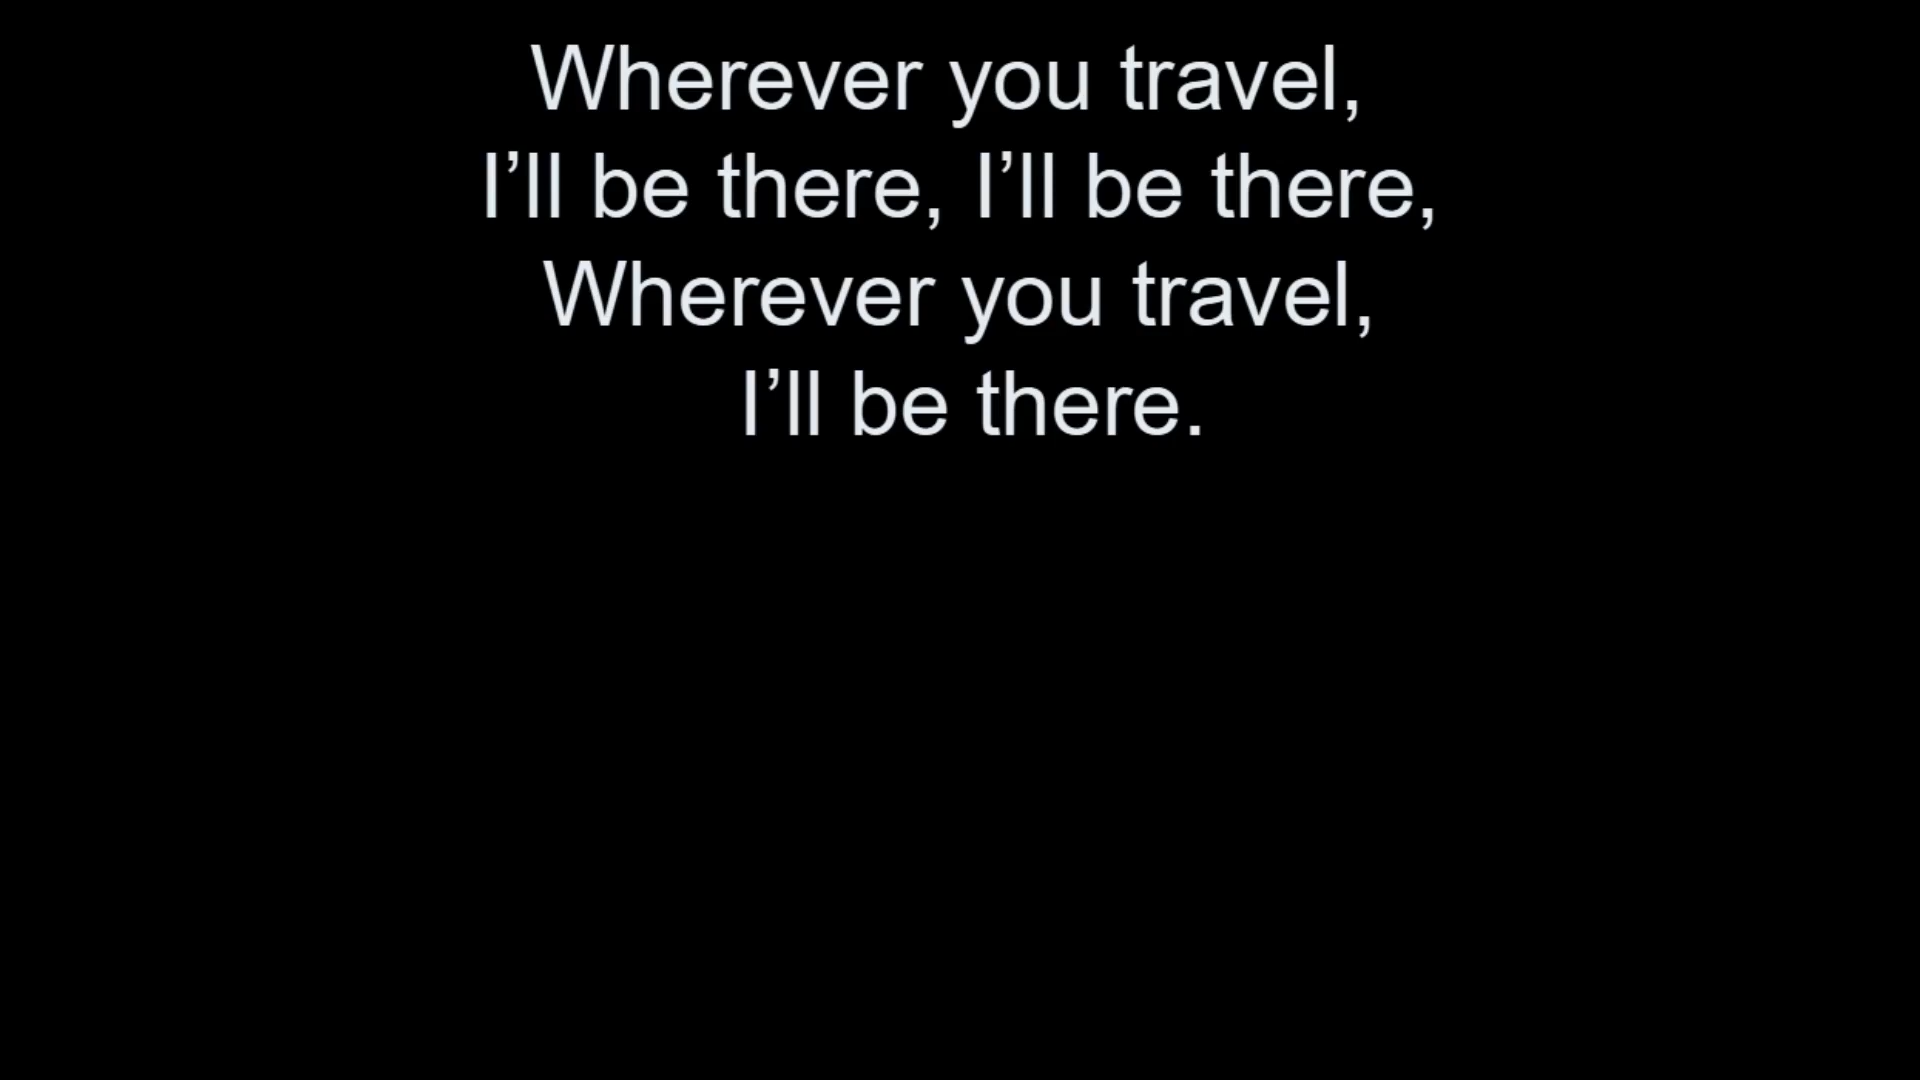 Wherever you travel,
I’ll be there, I’ll be there,
Wherever you travel,
I’ll be there.